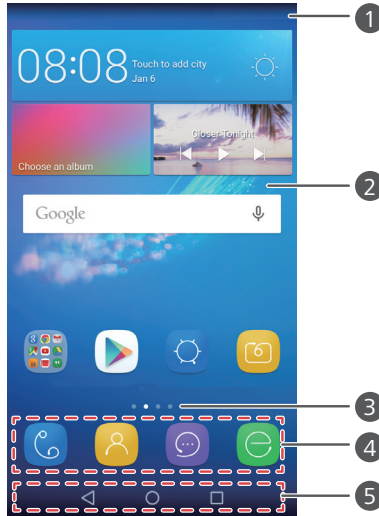 1
08:08
Touch to add city
Jan 6
Choose an album
Closer-Tonight
2
Google
6
3
4
5